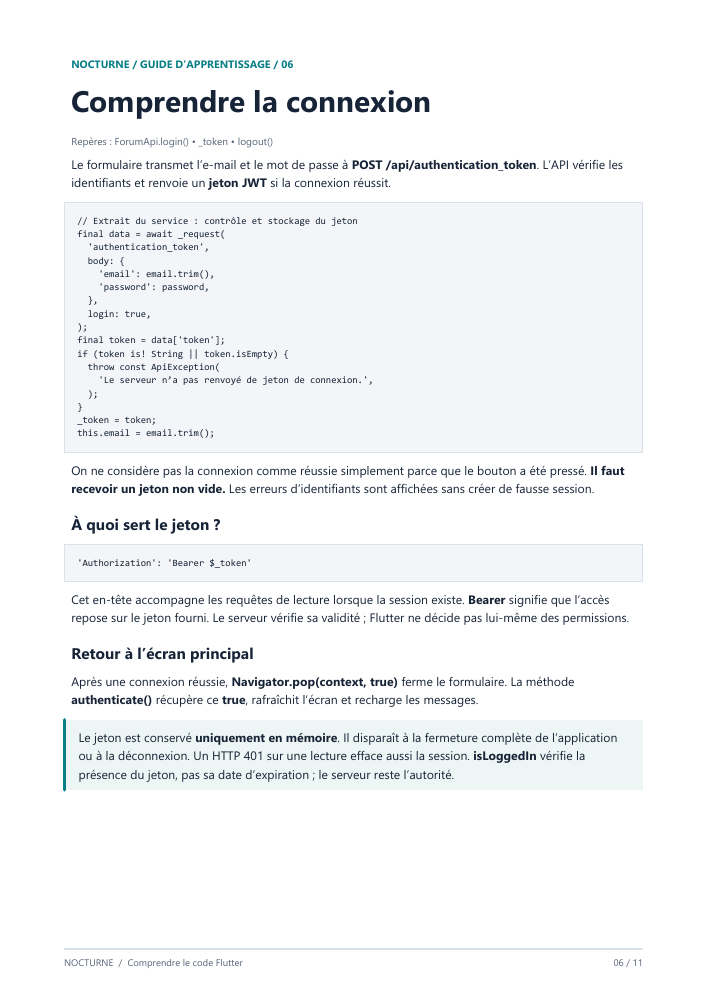 NOCTURNE / GUIDE D’APPRENTISSAGE / 06
Comprendre la connexion
Repères : ForumApi.login() • _token • logout()
Le formulaire transmet l’e-mail et le mot de passe à POST /api/authentication_token. L’API vérifie les
identifiants et renvoie un jeton JWT si la connexion réussit.
// Extrait du service : contrôle et stockage du jeton
final data = await _request(
  'authentication_token',
  body: {
    'email': email.trim(),
    'password': password,
  },
  login: true,
);
final token = data['token'];
if (token is! String || token.isEmpty) {
  throw const ApiException(
    'Le serveur n’a pas renvoyé de jeton de connexion.',
  );
}
_token = token;
this.email = email.trim();
On ne considère pas la connexion comme réussie simplement parce que le bouton a été pressé. Il faut
recevoir un jeton non vide. Les erreurs d’identifiants sont affichées sans créer de fausse session.
À quoi sert le jeton ?
'Authorization': 'Bearer $_token'
Cet en-tête accompagne les requêtes de lecture lorsque la session existe. Bearer signifie que l’accès
repose sur le jeton fourni. Le serveur vérifie sa validité ; Flutter ne décide pas lui-même des permissions.
Retour à l’écran principal
Après une connexion réussie, Navigator.pop(context, true) ferme le formulaire. La méthode
authenticate() récupère ce true, rafraîchit l’écran et recharge les messages.
Le jeton est conservé uniquement en mémoire. Il disparaît à la fermeture complète de l’application
ou à la déconnexion. Un HTTP 401 sur une lecture efface aussi la session. isLoggedIn vérifie la
présence du jeton, pas sa date d’expiration ; le serveur reste l’autorité.
NOCTURNE / Comprendre le code Flutter
06 / 11